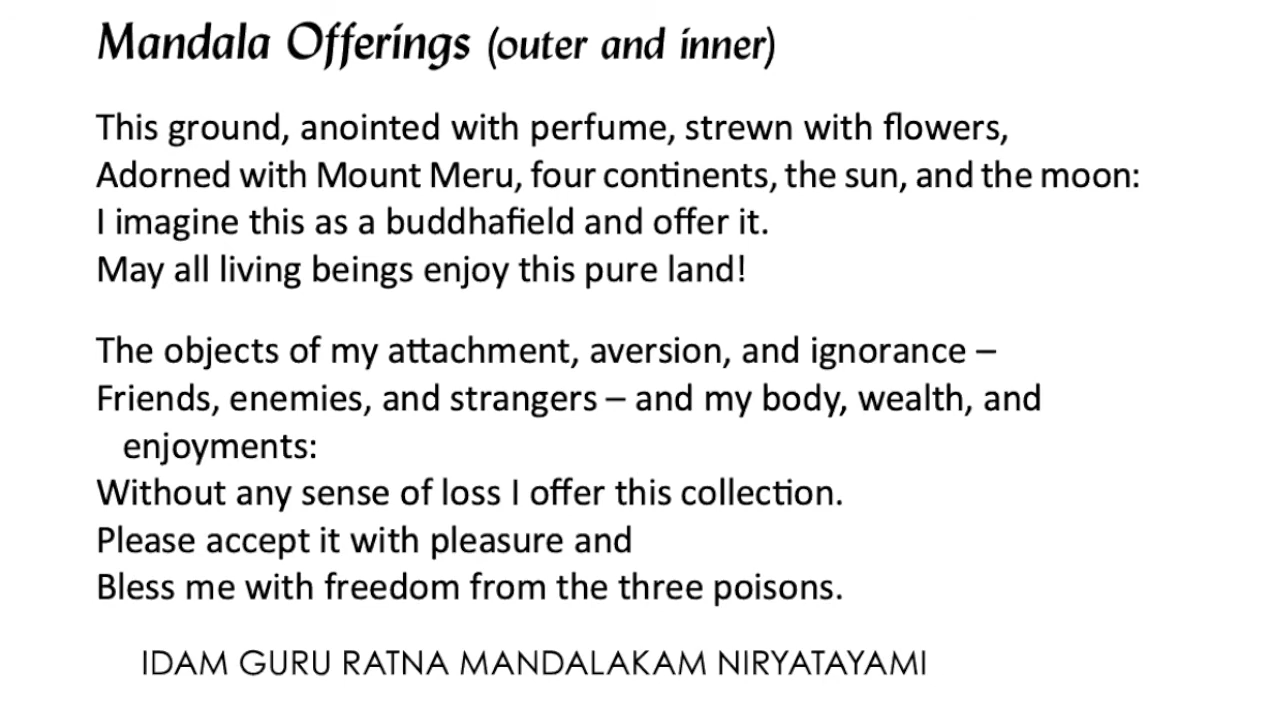 Mandala Offerings (outer and inner)
This ground, anointed with perfume, strewn with flowers,
Adorned with Mount Meru, four continents, the sun, and the moon:
I imagine this as a buddhafield and offer it.
May all living beings enjoy this pure land!
The objects of my attachment, aversion, and ignorance –
Friends, enemies, and strangers – and my body, wealth, and
enjoyments:
Without any sense of loss I offer this collection.
Please accept it with pleasure and
Bless me with freedom from the three poisons.
IDAM GURU RATNA MANDALAKAM NIRYATAYAMI